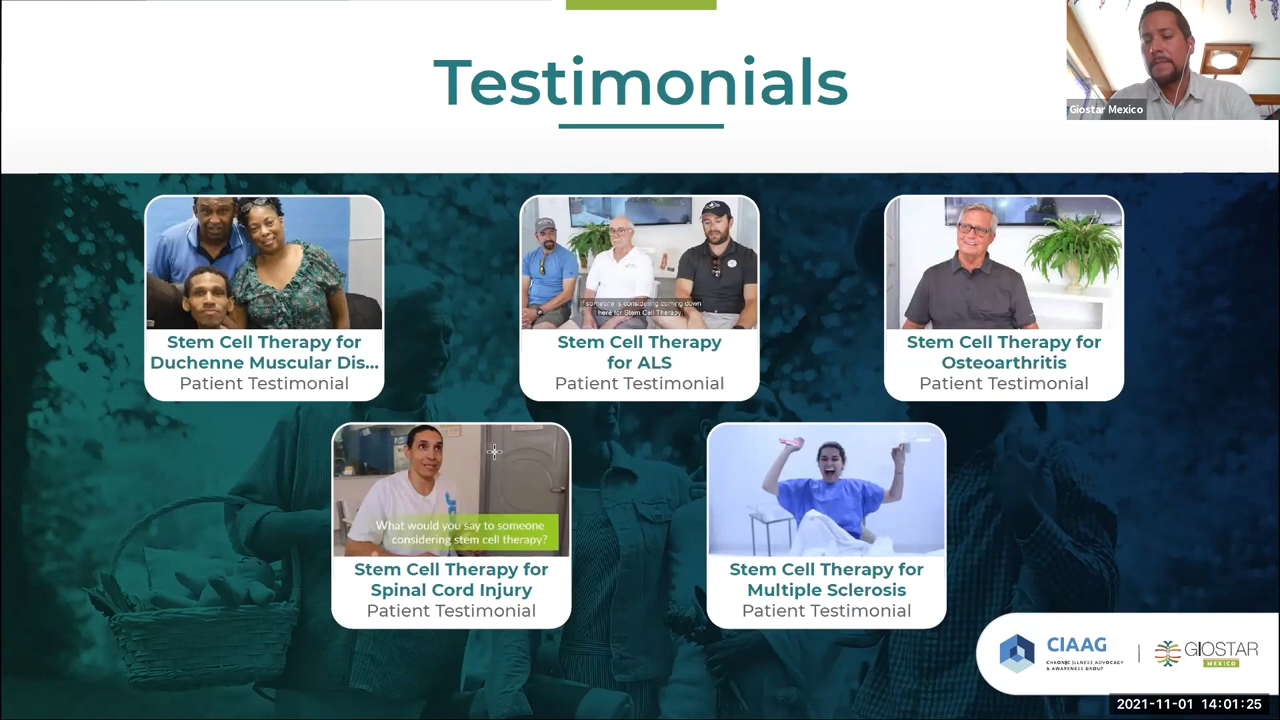 Testimonials
Giostar Mexico
Stem Cell Therapy for
Duchenne Muscular Dis...
Patient Testimonial
If someone is considering coming down
here for Stem Cell Therapy,
Stem Cell Therapy
for ALS
Patient Testimonial
Stem Cell Therapy for
Osteoarthritis
Patient Testimonial
What would you say to someone
considering stem cell therapy?
Stem Cell Therapy for
Spinal Cord Injury
Patient Testimonial
Stem Cell Therapy for
Multiple Sclerosis
Patient Testimonial
CIAAG
CHRONIC ILLNESS ADVOCACY
& AWARENESS GROUP
GIOSTAR
MEXICO
2021-11-01 14:01:25